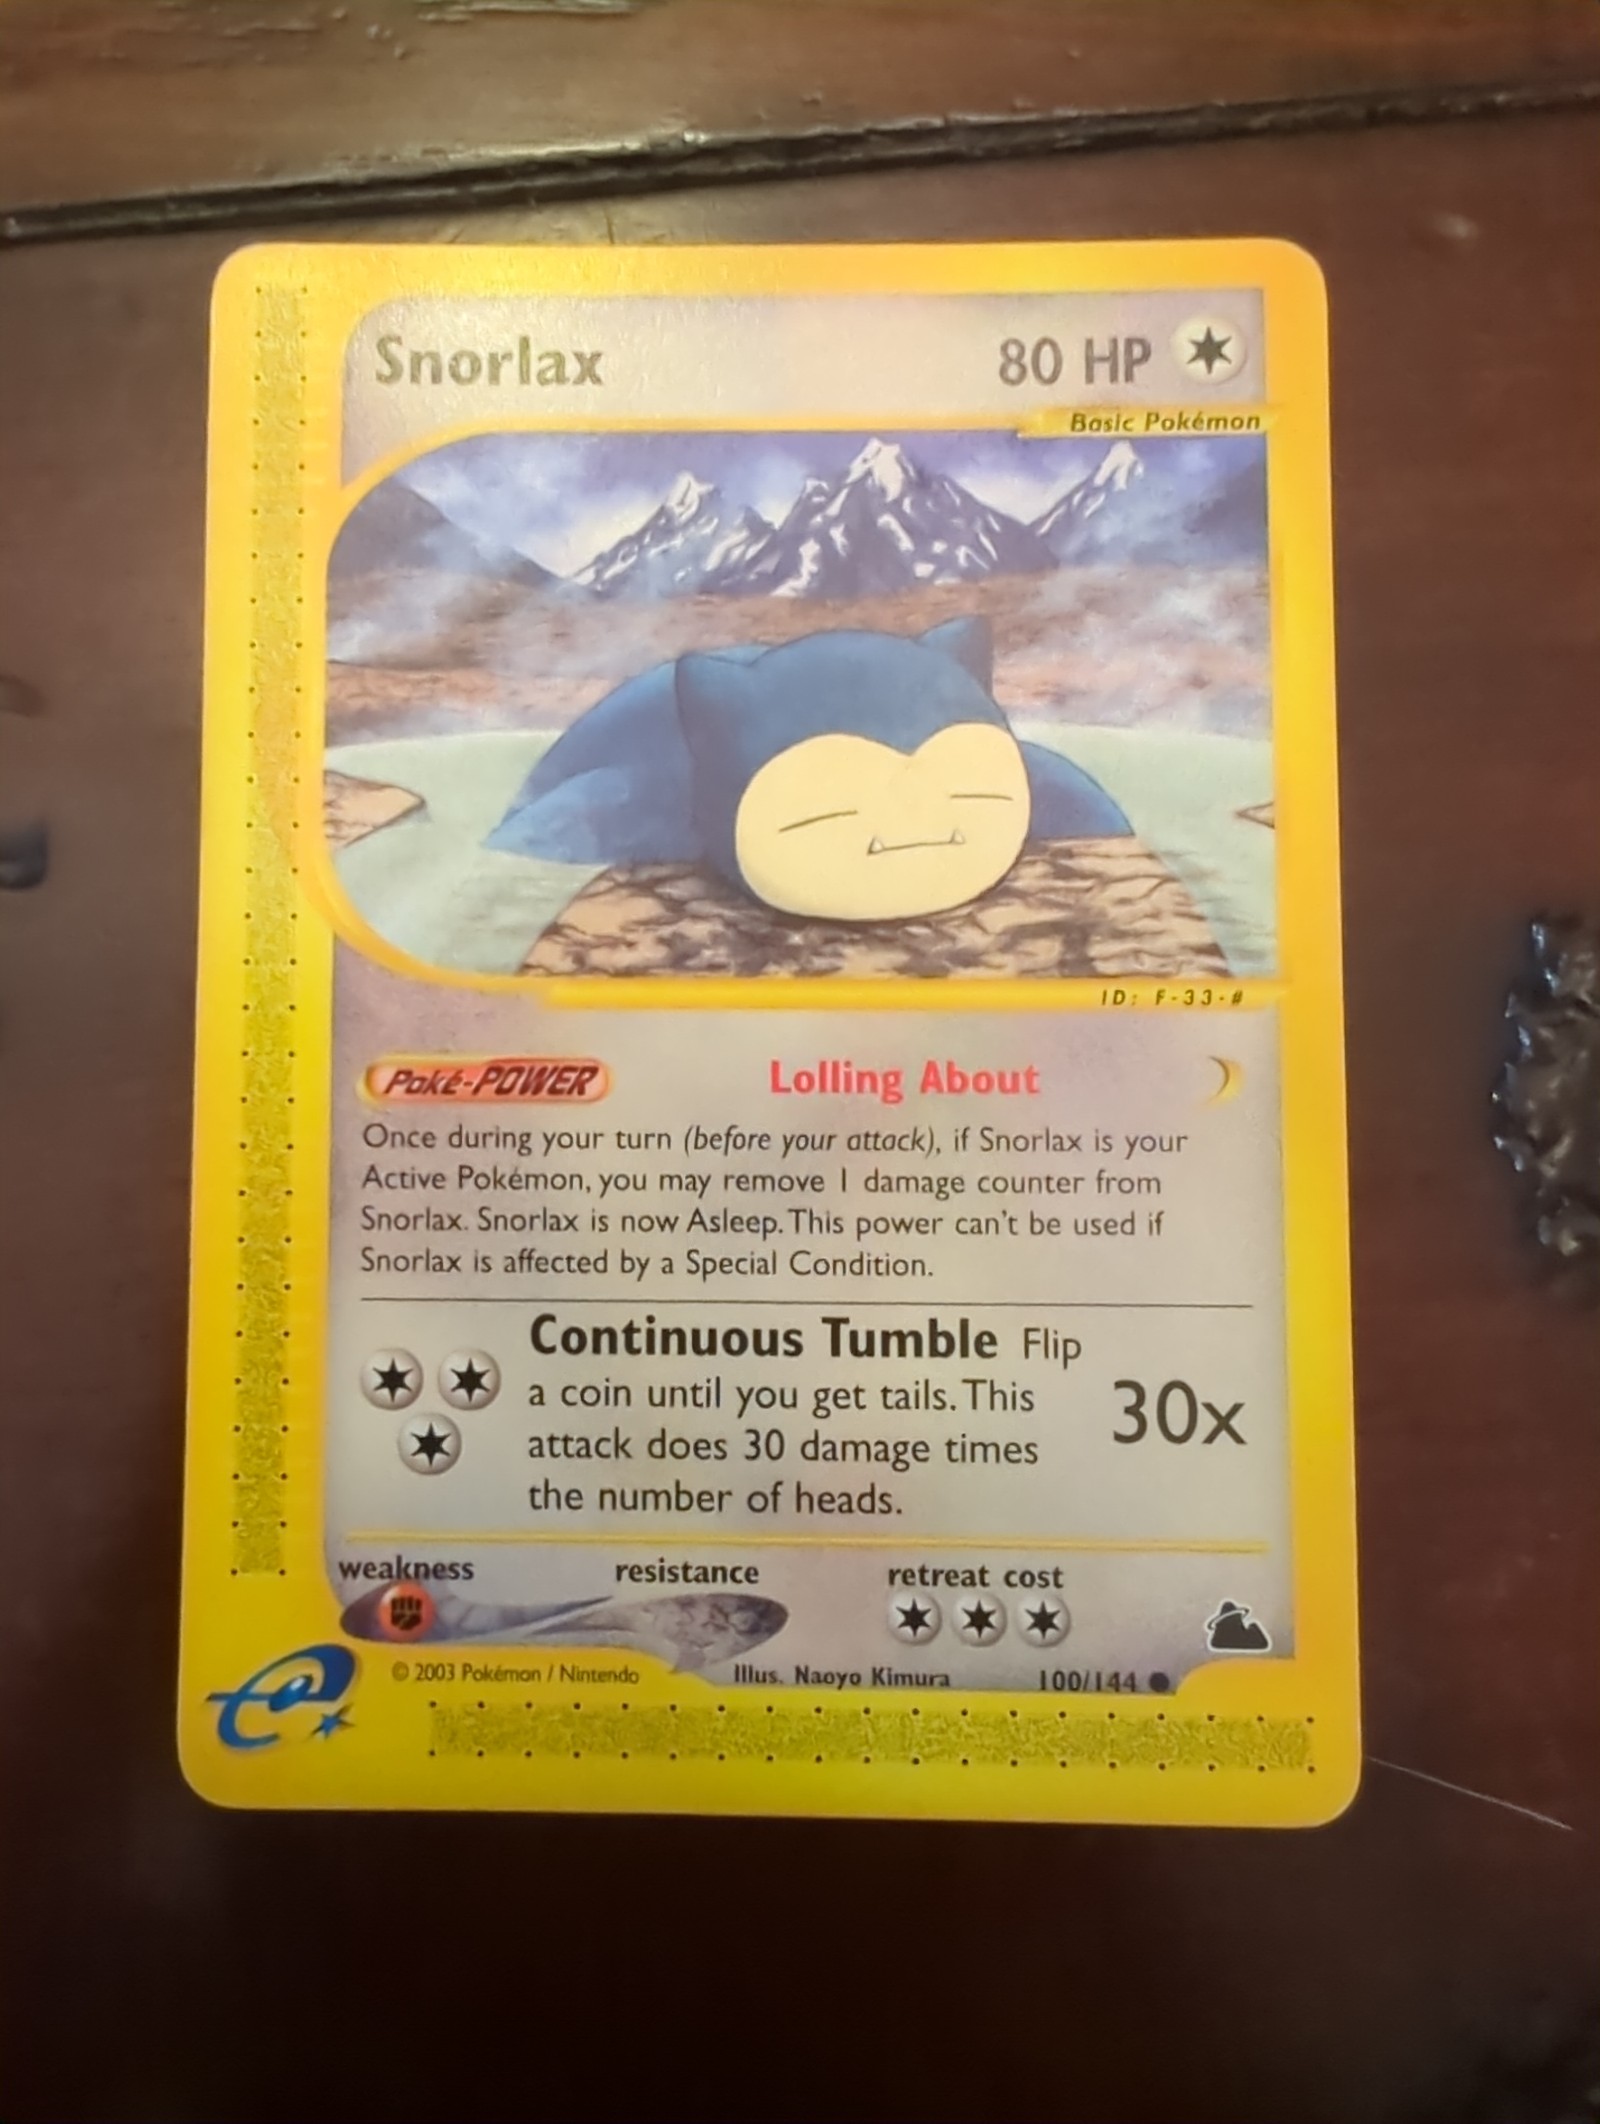 Snorlax 80 HP
Basic Pokémon
ID: F-33-#
Poké-POWER Lolling About
Once during your turn (before your attack), if Snorlax is your
Active Pokémon, you may remove 1 damage counter from
Snorlax. Snorlax is now Asleep. This power can't be used if
Snorlax is affected by a Special Condition.
Continuous Tumble Flip
a coin until you get tails. This
attack does 30 damage times
the number of heads.
30x
weakness resistance retreat cost
© 2003 Pokémon / Nintendo Illus. Naoyo Kimura 100/144
e